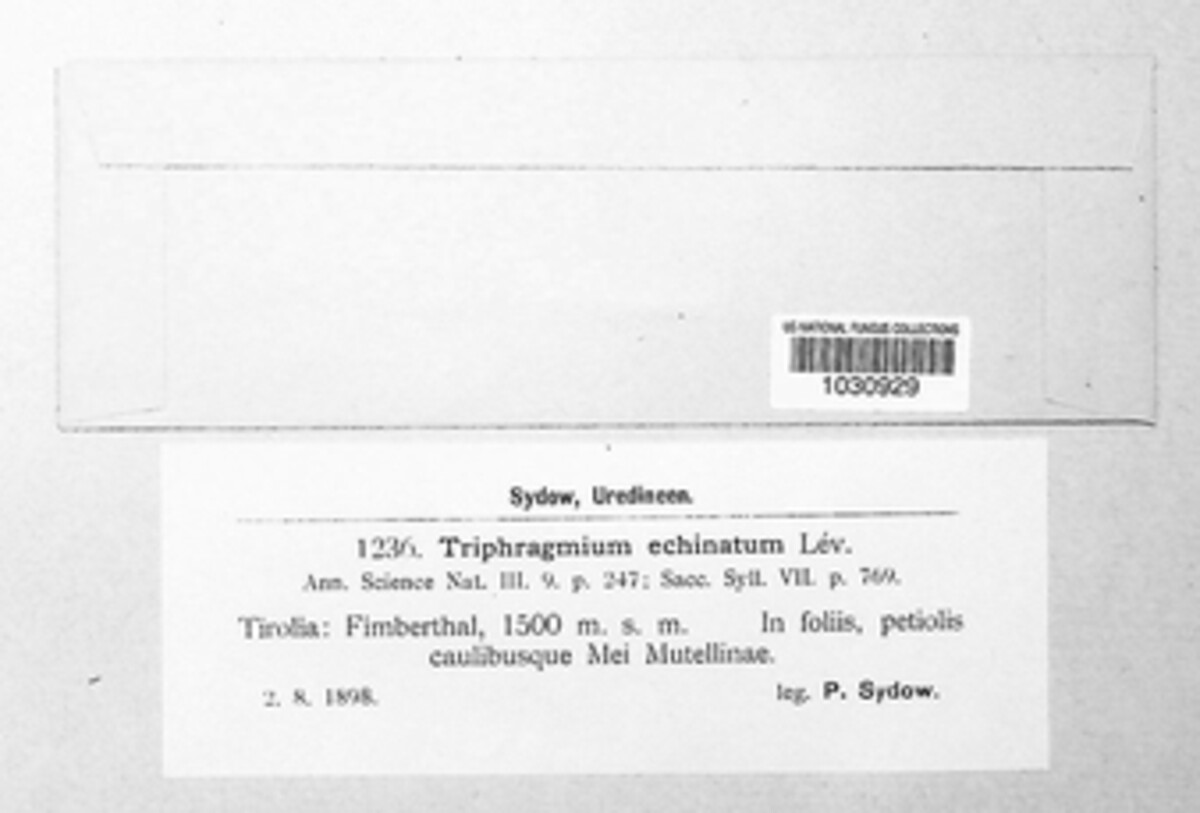 US NATIONAL FUNGUS COLLECTIONS
1030929
Sydow, Uredineen.
1236. Triphragmium echinatum Lév.
Ann. Science Nat. III. 9. p. 247; Sacc. Syll. VII. p. 769.
Tirolia: Fimberthal, 1500 m. s. m. In foliis, petiolis
caulibusque Mei Mutellinae.
2. 8. 1898. leg. P. Sydow.